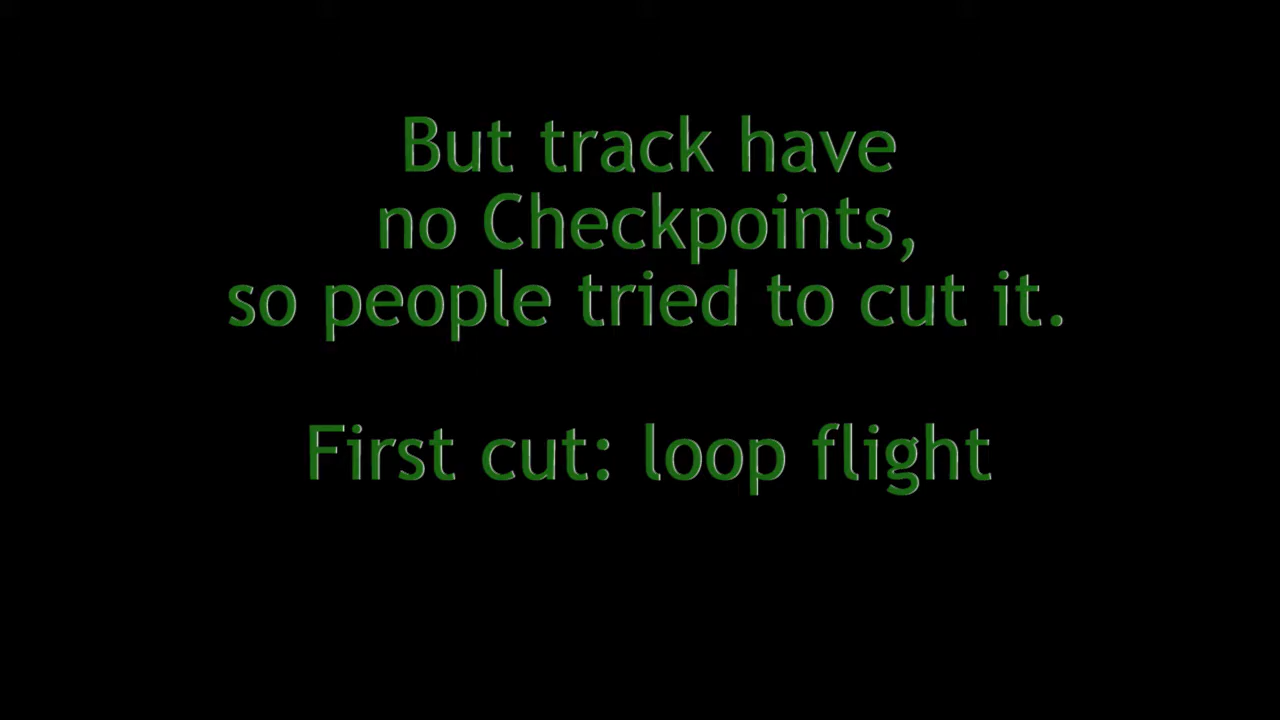 But track have
no Checkpoints,
so people tried to cut it.
First cut: loop flight